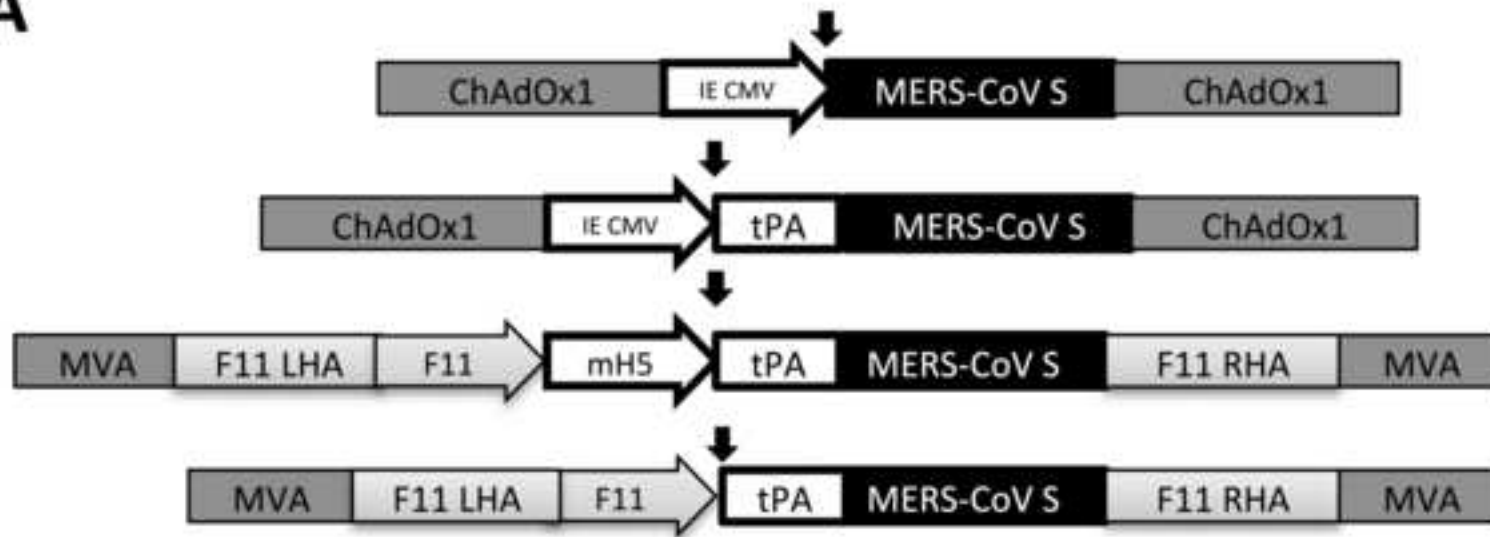 A
ChAdOx1 IE CMV MERS-CoV S ChAdOx1
ChAdOx1 IE CMV tPA MERS-CoV S ChAdOx1
MVA F11 LHA F11 mH5 tPA MERS-CoV S F11 RHA MVA
MVA F11 LHA F11 tPA MERS-CoV S F11 RHA MVA